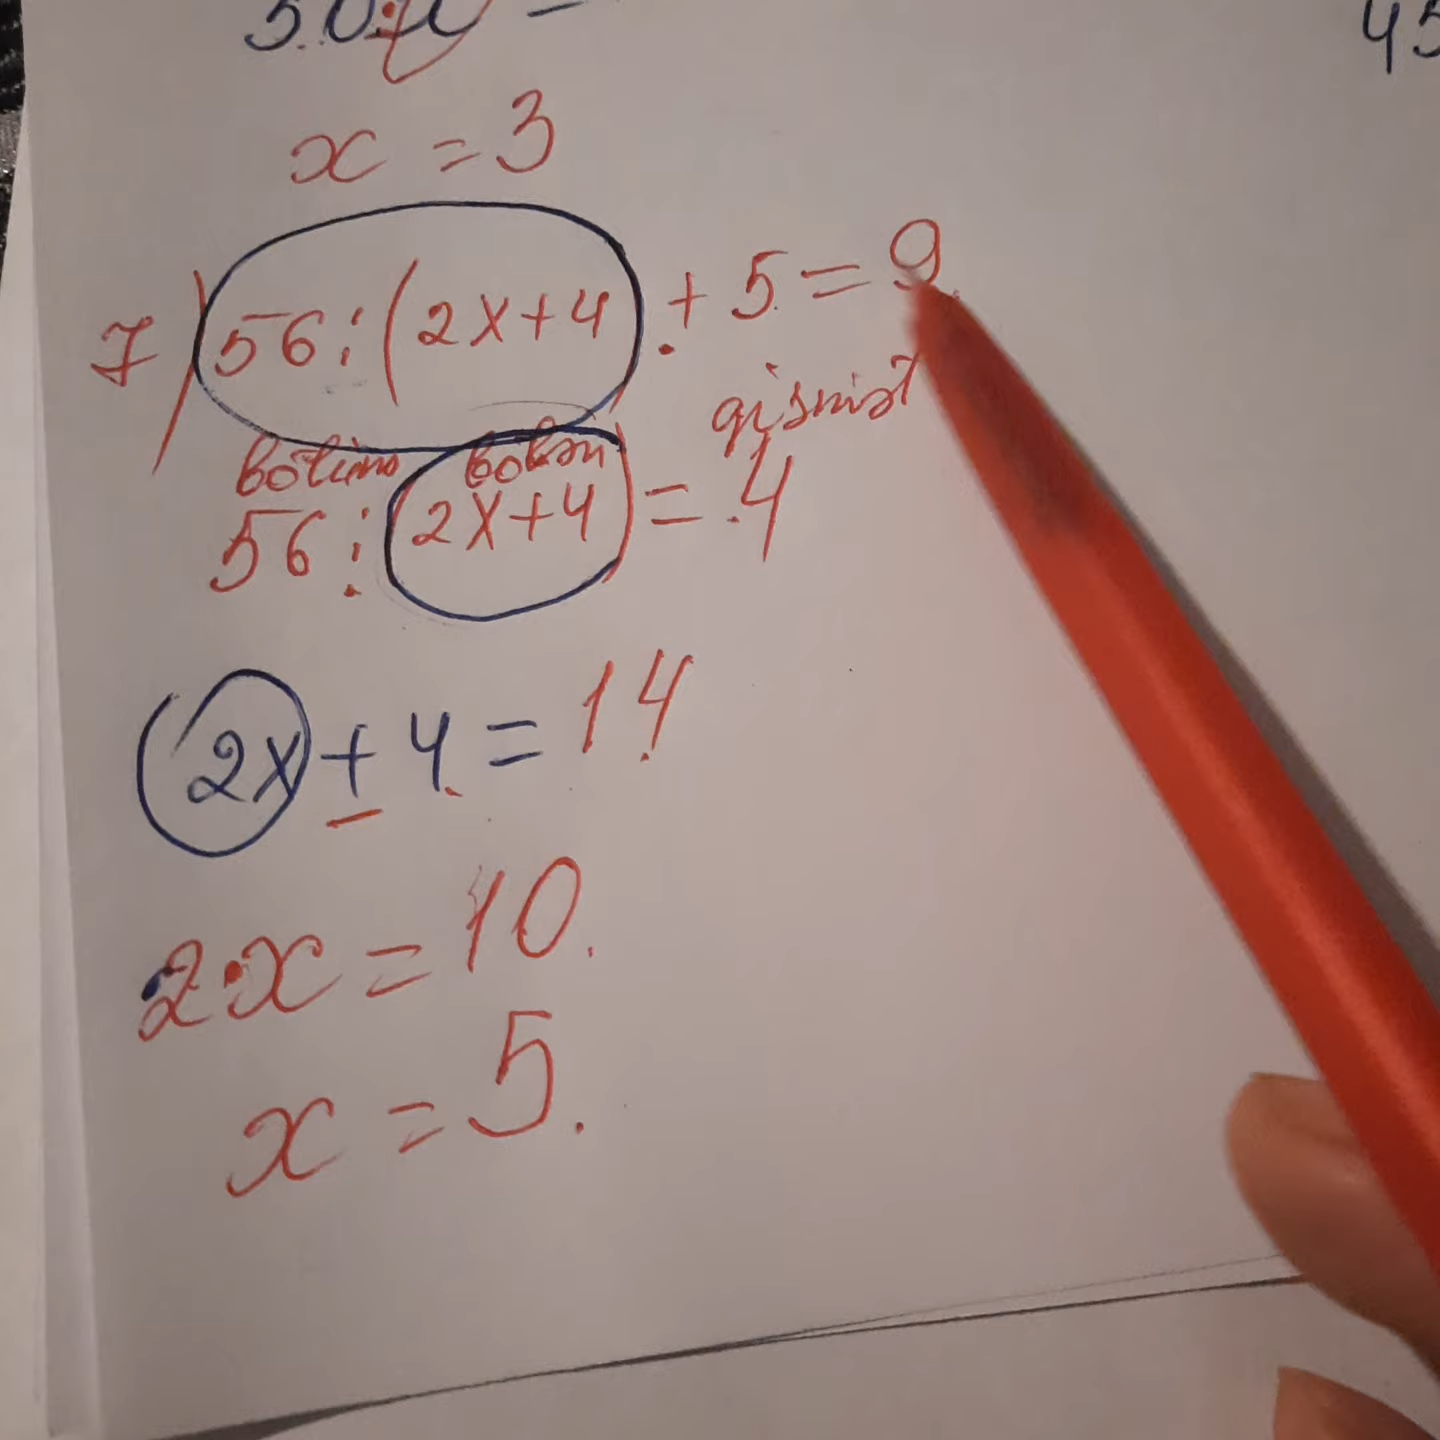 x = 3
7) 56 : (2x+4) + 5 = 9
bölünən bölən qismət
56 : (2x+4) = 4
2x + 4 = 14
2·x = 10.
x = 5.